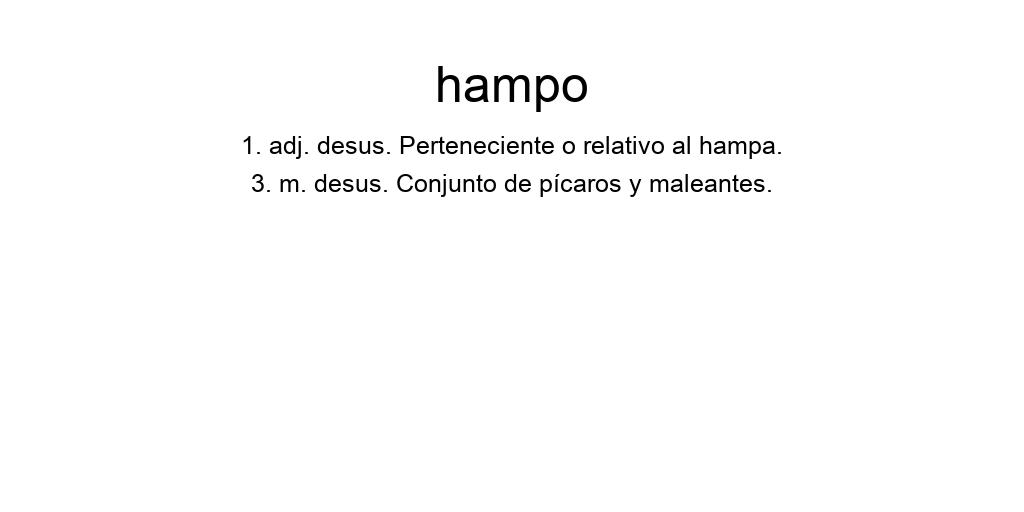 hampo
1. adj. desus. Perteneciente o relativo al hampa.
3. m. desus. Conjunto de pícaros y maleantes.